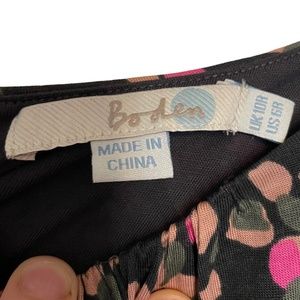 Boden
MADE IN
CHINA
UK 10R
US 6R